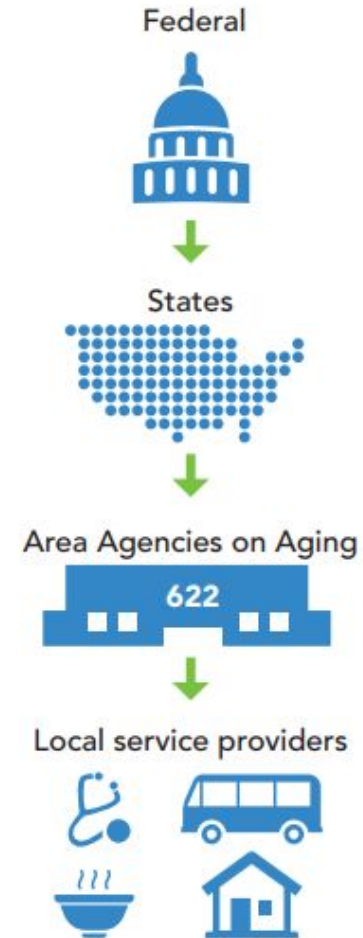 Federal
States
Area Agencies on Aging
622
Local service providers